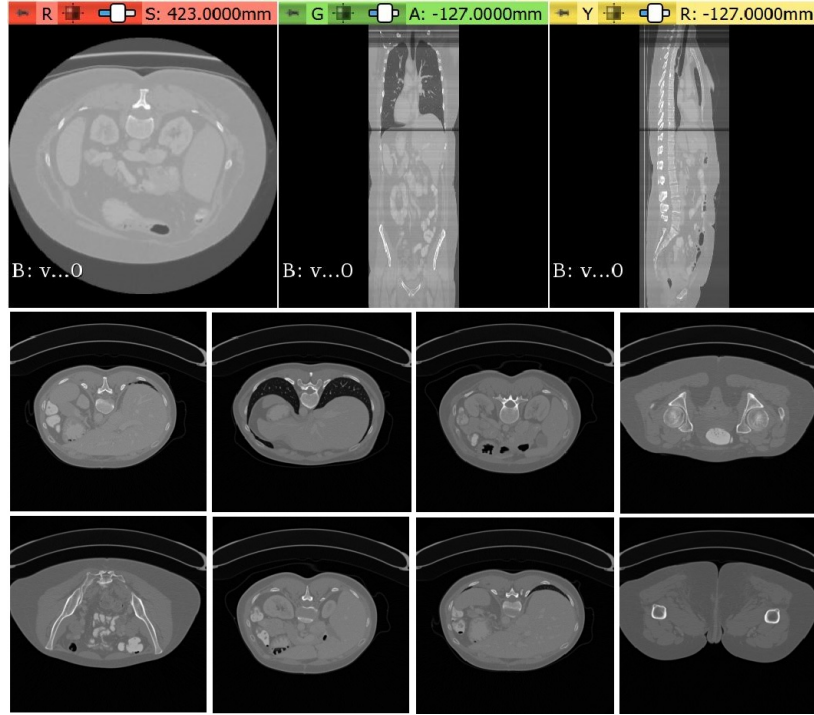 R S: 423.0000mm
G A: -127.0000mm
Y R: -127.0000mm
B: v...0
B: v...0
B: v...0